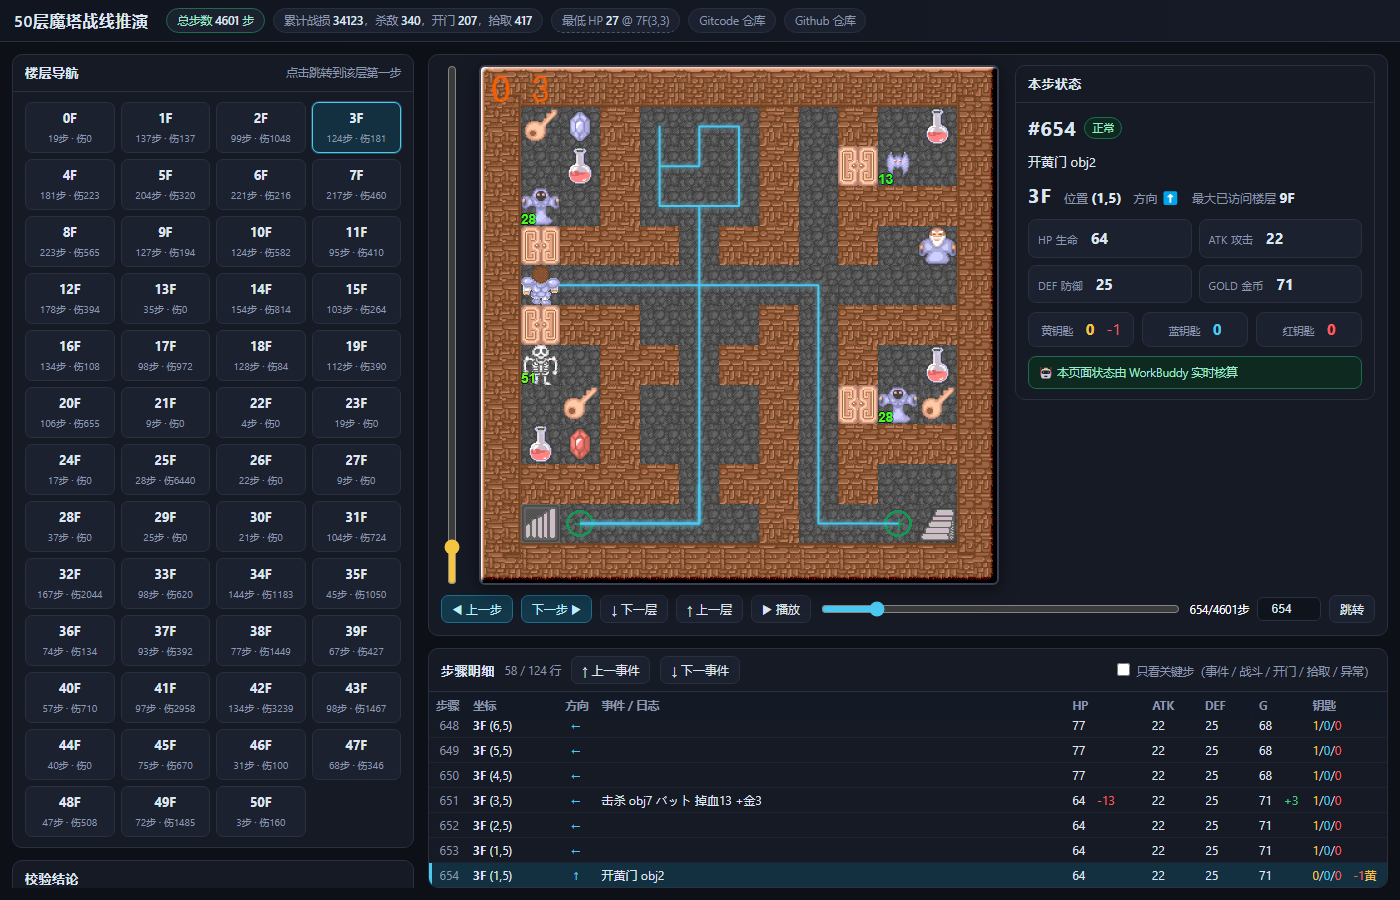 50层魔塔战线推演
总步数 4601 步
累计战损 34123，杀敌 340，开门 207，拾取 417
最低 HP 27 @ 7F(3,3)
Gitcode 仓库
Github 仓库
楼层导航
点击跳转到该层第一步
0F 1F 2F 3F
19步 · 伤0 137步 · 伤137 99步 · 伤1048 124步 · 伤181
4F 5F 6F 7F
181步 · 伤223 204步 · 伤320 221步 · 伤216 217步 · 伤460
8F 9F 10F 11F
223步 · 伤565 127步 · 伤194 124步 · 伤582 95步 · 伤410
12F 13F 14F 15F
178步 · 伤394 35步 · 伤0 154步 · 伤814 103步 · 伤264
16F 17F 18F 19F
134步 · 伤108 98步 · 伤972 128步 · 伤84 112步 · 伤390
20F 21F 22F 23F
106步 · 伤655 9步 · 伤0 4步 · 伤0 19步 · 伤0
24F 25F 26F 27F
17步 · 伤0 28步 · 伤6440 22步 · 伤0 9步 · 伤0
28F 29F 30F 31F
37步 · 伤0 25步 · 伤0 21步 · 伤0 104步 · 伤724
32F 33F 34F 35F
167步 · 伤2044 98步 · 伤620 144步 · 伤1183 45步 · 伤1050
36F 37F 38F 39F
74步 · 伤134 93步 · 伤392 77步 · 伤1449 67步 · 伤427
40F 41F 42F 43F
57步 · 伤710 97步 · 伤2958 134步 · 伤3239 98步 · 伤1467
44F 45F 46F 47F
40步 · 伤0 75步 · 伤670 31步 · 伤100 68步 · 伤346
48F 49F 50F
47步 · 伤508 72步 · 伤1485 3步 · 伤160
校验结论
0 3
13
28
51
28
◀ 上一步
下一步 ▶
↓ 下一层
↑ 上一层
▶ 播放
654/4601步
654
跳转
本步状态
#654 正常
开黄门 obj2
3F 位置 (1,5) 方向 ⬆ 最大已访问楼层 9F
HP 生命 64
ATK 攻击 22
DEF 防御 25
GOLD 金币 71
黄钥匙 0 -1
蓝钥匙 0
红钥匙 0
本页面状态由 WorkBuddy 实时核算
步骤明细 58 / 124 行
↑ 上一事件
↓ 下一事件
只看关键步（事件 / 战斗 / 开门 / 拾取 / 异常）
步骤 坐标 方向 事件 / 日志 HP ATK DEF G 钥匙
648 3F (6,5) ← 77 22 25 68 1/0/0
649 3F (5,5) ← 77 22 25 68 1/0/0
650 3F (4,5) ← 77 22 25 68 1/0/0
651 3F (3,5) ← 击杀 obj7 バット 掉血13 +金3 64 -13 22 25 71 +3 1/0/0
652 3F (2,5) ← 64 22 25 71 1/0/0
653 3F (1,5) ← 64 22 25 71 1/0/0
654 3F (1,5) ↑ 开黄门 obj2 64 22 25 71 0/0/0 -1黄